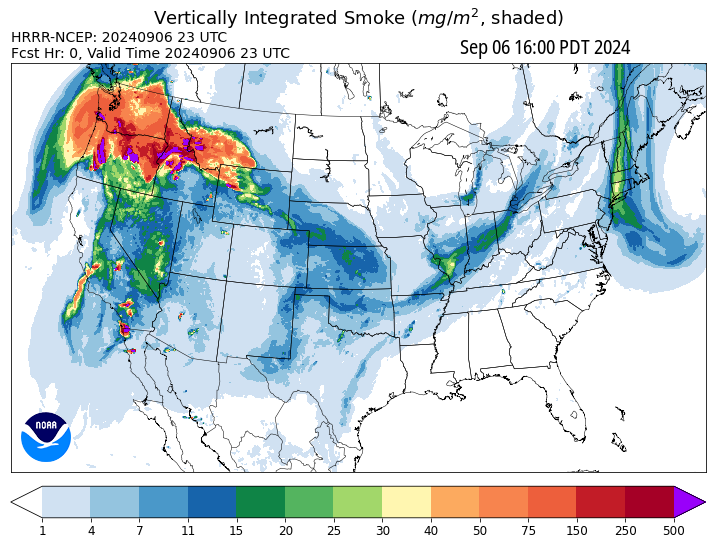 Vertically Integrated Smoke (mg/m², shaded)
HRRR-NCEP: 20240906 23 UTC
Fcst Hr: 0, Valid Time 20240906 23 UTC
Sep 06 16:00 PDT 2024
NOAA
1 4 7 11 15 20 25 30 40 50 75 150 250 500